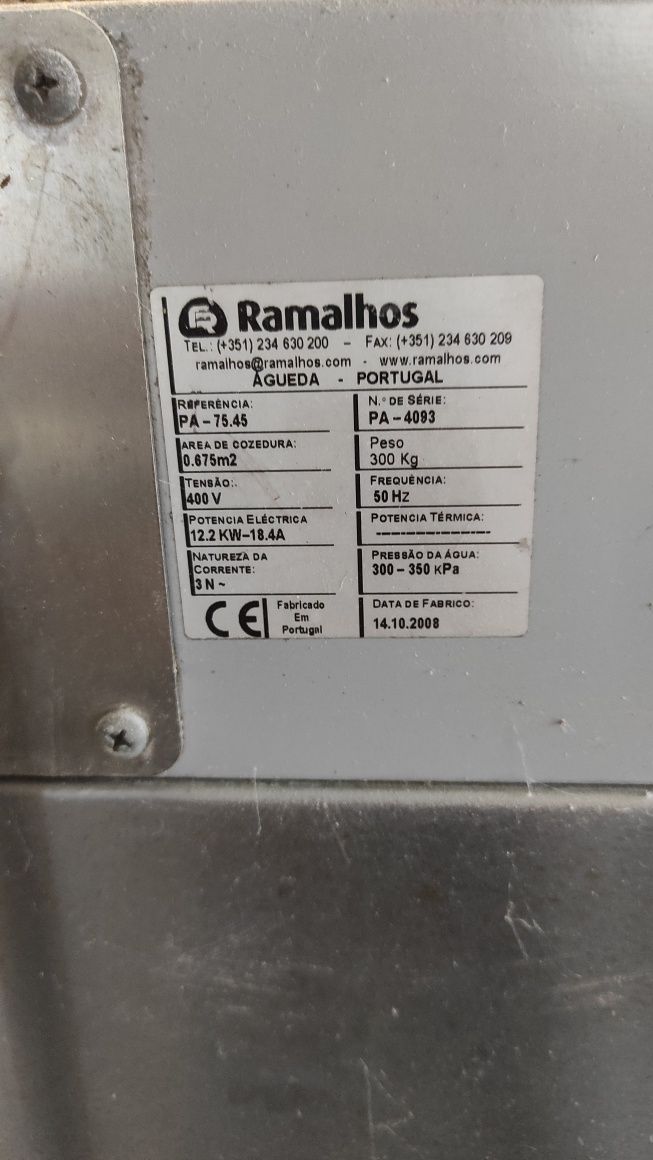 Ramalhos
TEL.: (+351) 234 630 200 – FAX: (+351) 234 630 209
ramalhos@ramalhos.com - www.ramalhos.com
ÁGUEDA - PORTUGAL
REFERÊNCIA:
PA – 75.45
N.º DE SÉRIE:
PA – 4093
AREA DE COZEDURA:
0.675m2
Peso
300 Kg
TENSÃO:.
400 V
FREQUÊNCIA:
50 Hz
POTENCIA ELÉCTRICA
12.2 KW–18.4A
POTENCIA TÉRMICA:
---------------
NATUREZA DA
CORRENTE:
3 N ~
PRESSÃO DA ÁGUA:
300 – 350 KPa
CE
Fabricado
Em
Portugal
DATA DE FABRICO:
14.10.2008